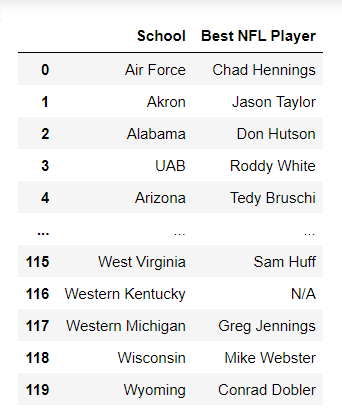 School Best NFL Player
0 Air Force Chad Hennings
1 Akron Jason Taylor
2 Alabama Don Hutson
3 UAB Roddy White
4 Arizona Tedy Bruschi
... ... ...
115 West Virginia Sam Huff
116 Western Kentucky N/A
117 Western Michigan Greg Jennings
118 Wisconsin Mike Webster
119 Wyoming Conrad Dobler